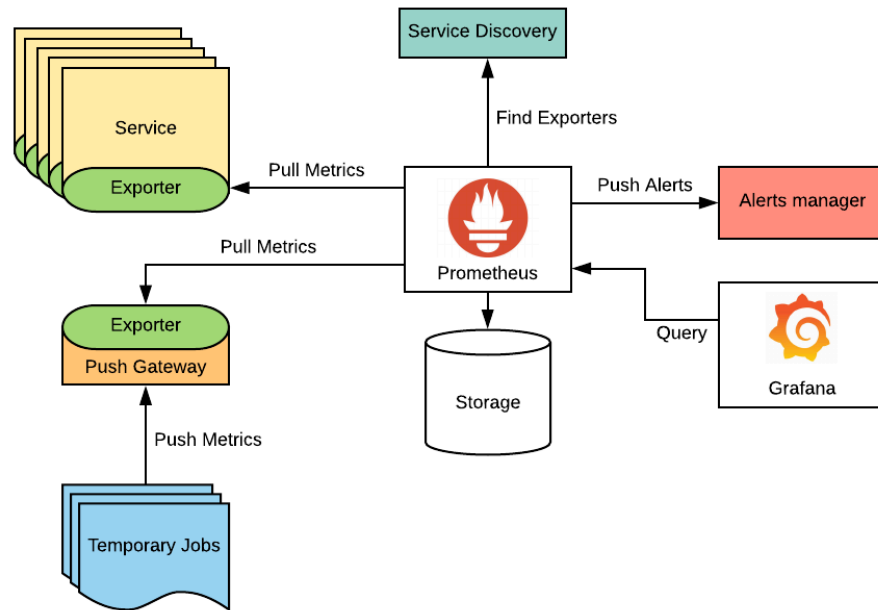 Service Discovery
Service
Find Exporters
Pull Metrics
Exporter
Push Alerts
Alerts manager
Pull Metrics
Prometheus
Exporter
Query
Push Gateway
Grafana
Storage
Push Metrics
Temporary Jobs